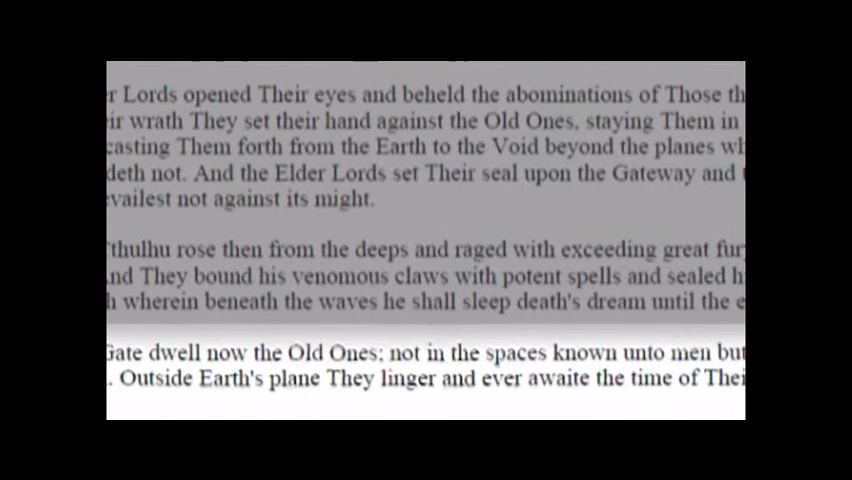 r Lords opened Their eyes and beheld the abominations of Those th
ir wrath They set their hand against the Old Ones, staying Them in
casting Them forth from the Earth to the Void beyond the planes wh
deth not. And the Elder Lords set Their seal upon the Gateway and
evailest not against its might.
Cthulhu rose then from the deeps and raged with exceeding great fury
And They bound his venomous claws with potent spells and sealed h
h wherein beneath the waves he shall sleep death's dream until the e
Gate dwell now the Old Ones; not in the spaces known unto men but
. Outside Earth's plane They linger and ever awaite the time of Thei